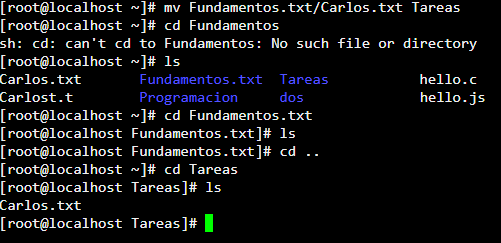 [root@localhost ~]# mv Fundamentos.txt/Carlos.txt Tareas
[root@localhost ~]# cd Fundamentos
sh: cd: can't cd to Fundamentos: No such file or directory
[root@localhost ~]# ls
Carlos.txt Fundamentos.txt Tareas hello.c
Carlost.t Programacion dos hello.js
[root@localhost ~]# cd Fundamentos.txt
[root@localhost Fundamentos.txt]# ls
[root@localhost Fundamentos.txt]# cd ..
[root@localhost ~]# cd Tareas
[root@localhost Tareas]# ls
Carlos.txt
[root@localhost Tareas]#